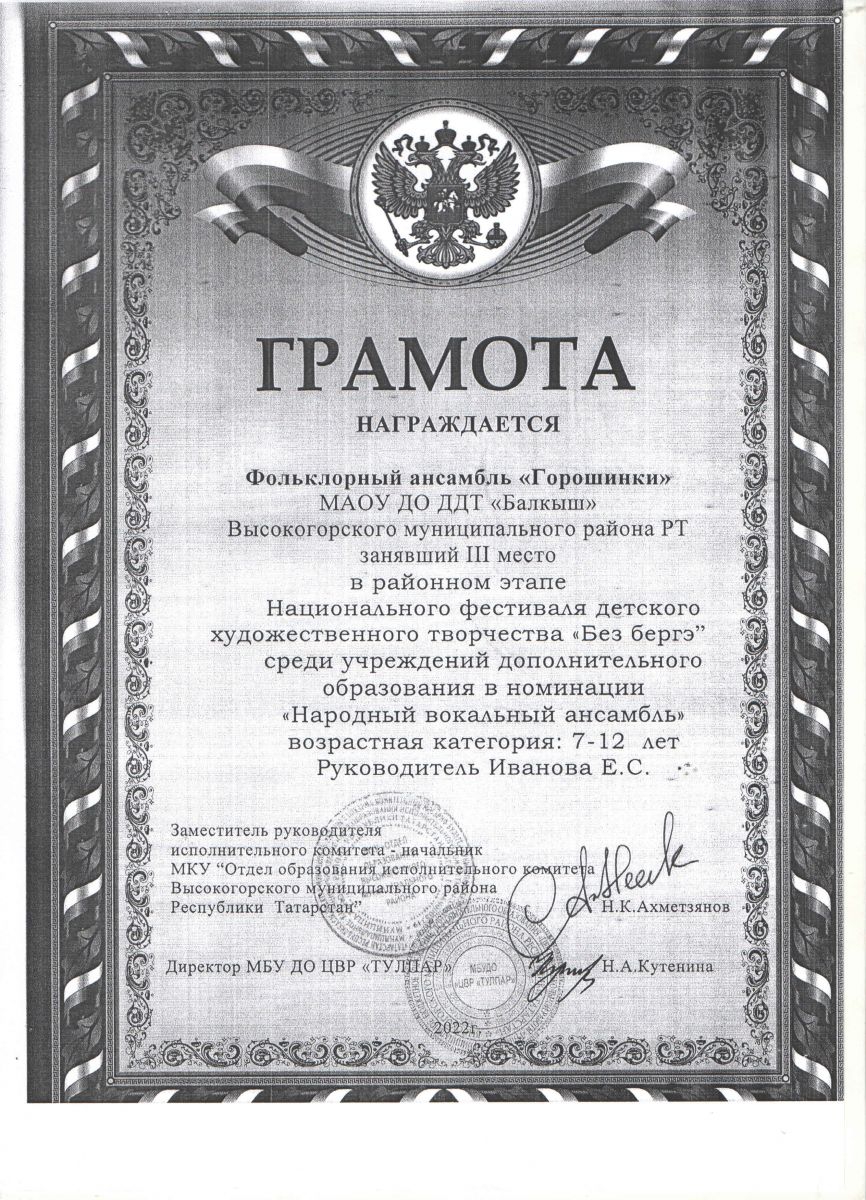 ГРАМОТА
НАГРАЖДАЕТСЯ
Фольклорный ансамбль «Горошинки»
МАОУ ДО ДДТ «Балкыш»
Высокогорского муниципального района РТ
занявший III место
в районном этапе
Национального фестиваля детского
художественного творчества «Без бергэ”
среди учреждений дополнительного
образования в номинации
«Народный вокальный ансамбль»
возрастная категория: 7-12 лет
Руководитель Иванова Е.С.
Заместитель руководителя
исполнительного комитета - начальник
МКУ “Отдел образования исполнительного комитета
Высокогорского муниципального района
Республики Татарстан”
Н.К.Ахметзянов
Директор МБУ ДО ЦВР «ТУЛПАР»
Н.А.Кутенина
МБУДО
«ЦВР «ТУЛПАР»
2022г.